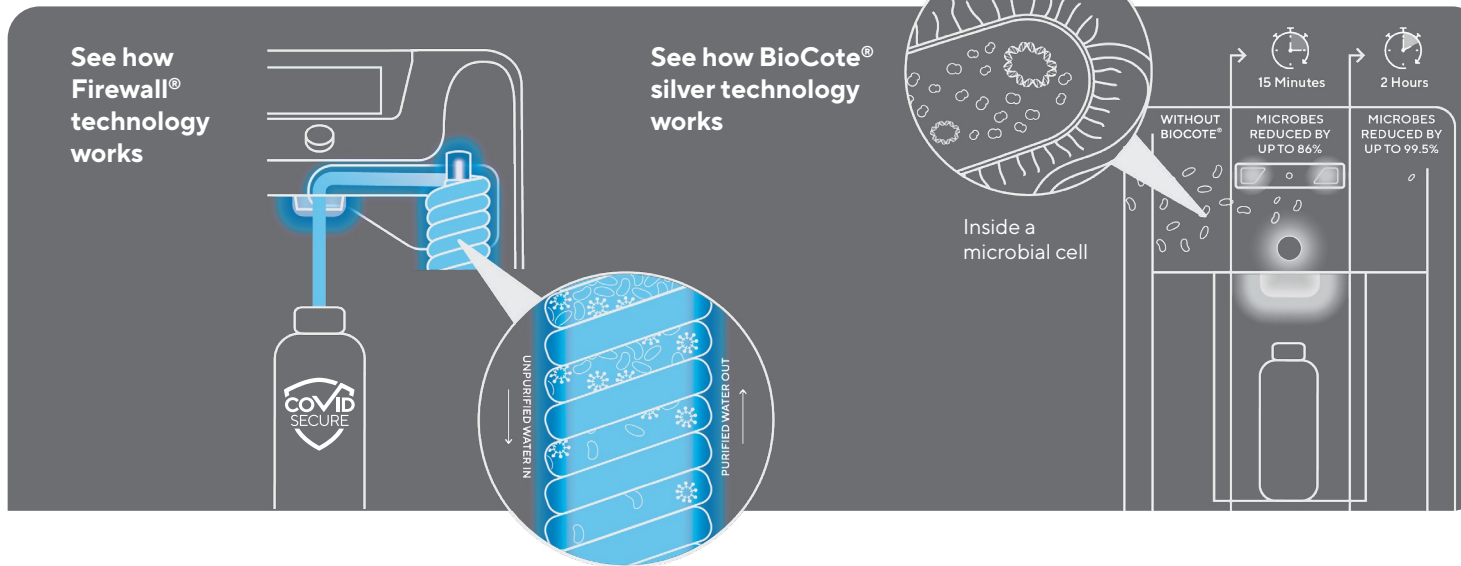 See how
Firewall®
technology
works
COVID
SECURE
UNPURIFIED WATER IN
PURIFIED WATER OUT
See how BioCote®
silver technology
works
Inside a
microbial cell
15 Minutes
2 Hours
WITHOUT
BIOCOTE®
MICROBES
REDUCED BY
UP TO 86%
MICROBES
REDUCED BY
UP TO 99.5%